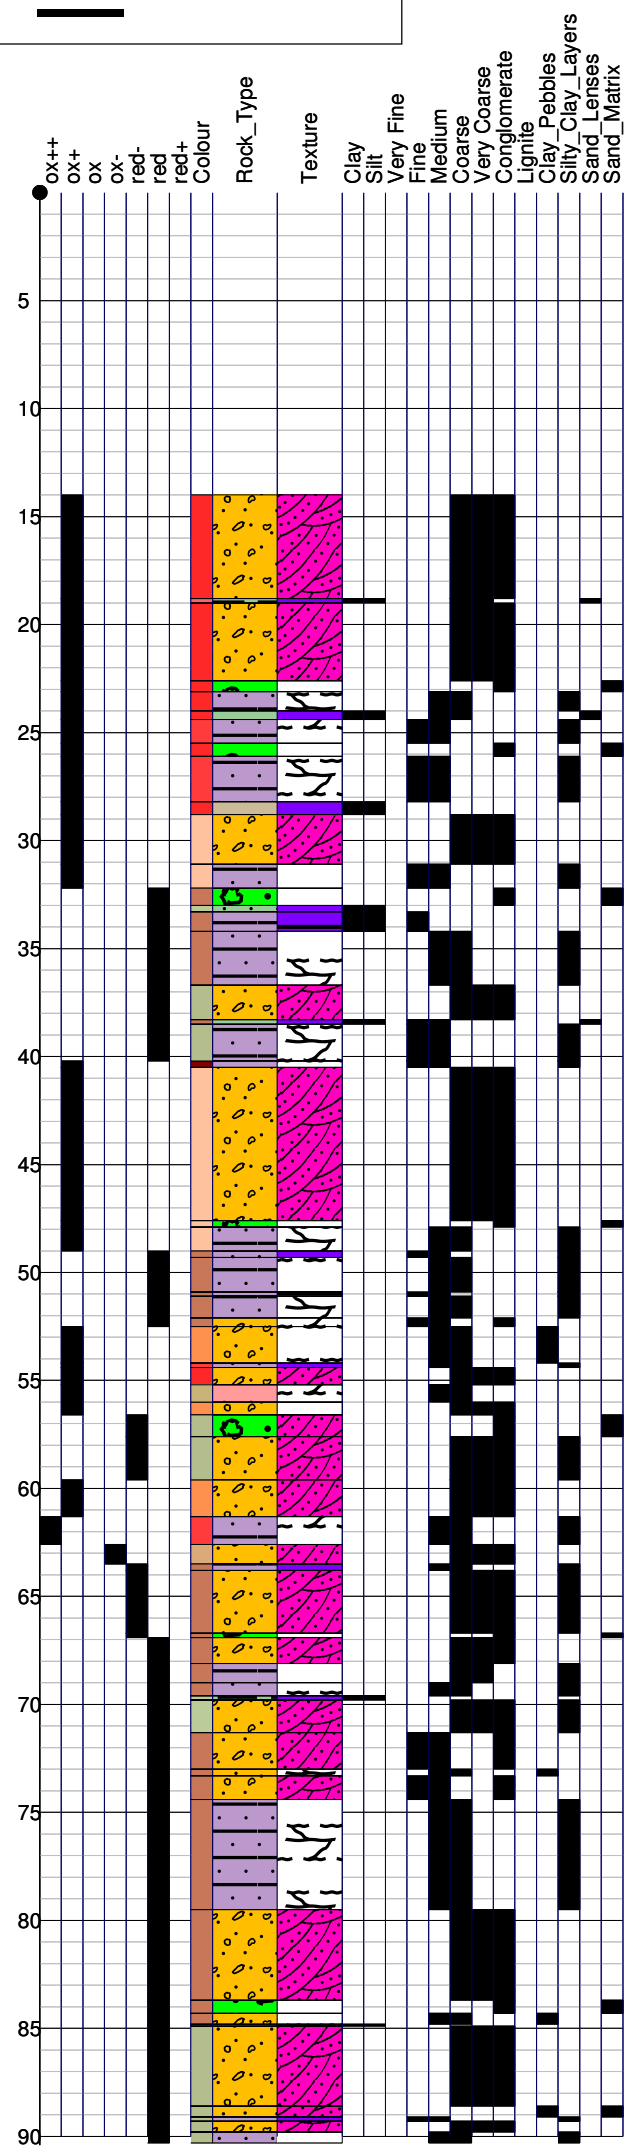 ox++
ox+
ox
ox-
red-
red
red+
Colour
Rock_Type
Texture
Clay
Silt
Very Fine
Fine
Medium
Coarse
Very Coarse
Conglomerate
Lignite
Clay_Pebbles
Silty_Clay_Layers
Sand_Lenses
Sand_Matrix
5
10
15
20
25
30
35
40
45
50
55
60
65
70
75
80
85
90